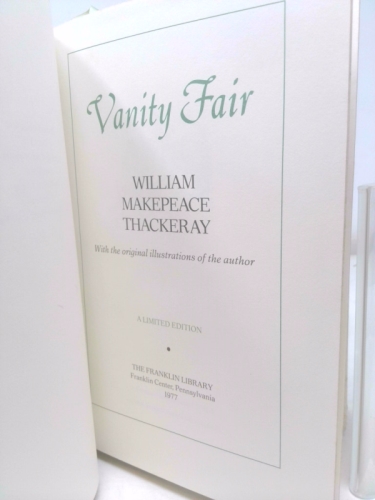 Vanity Fair
WILLIAM
MAKEPEACE
THACKERAY
With the original illustrations of the author
A LIMITED EDITION
THE FRANKLIN LIBRARY
Franklin Center, Pennsylvania
1977